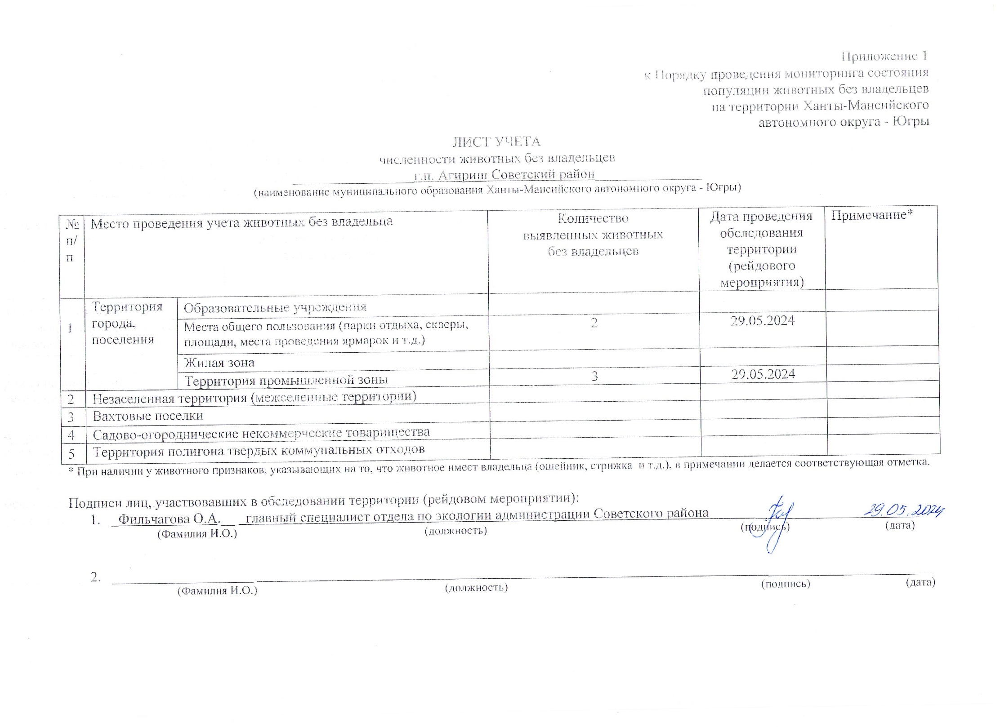 Приложение 1
к Порядку проведения мониторинга состояния
популяции животных без владельцев
на территории Ханты-Мансийского
автономного округа - Югры
ЛИСТ УЧЕТА
численности животных без владельцев
г.п. Агириш Советский район
(наименование муниципального образования Ханты-Мансийского автономного округа - Югры)
№ п/п Место проведения учета животных без владельца Количество выявленных животных без владельцев Дата проведения обследования территории (рейдового мероприятия) Примечание*
1 Территория города, поселения Образовательные учреждения
Места общего пользования (парки отдыха, скверы, площади, места проведения ярмарок и т.д.) 2 29.05.2024
Жилая зона
Территория промышленной зоны 3 29.05.2024
2 Незаселенная территория (межселенные территории)
3 Вахтовые поселки
4 Садово-огороднические некоммерческие товарищества
5 Территория полигона твердых коммунальных отходов
* При наличии у животного признаков, указывающих на то, что животное имеет владельца (ошейник, стрижка и т.д.), в примечании делается соответствующая отметка.
Подписи лиц, участвовавших в обследовании территории (рейдовом мероприятии):
1. Фильчагова О.А. главный специалист отдела по экологии администрации Советского района 29.05.2024
(Фамилия И.О.) (должность) (подпись) (дата)
2.
(Фамилия И.О.) (должность) (подпись) (дата)